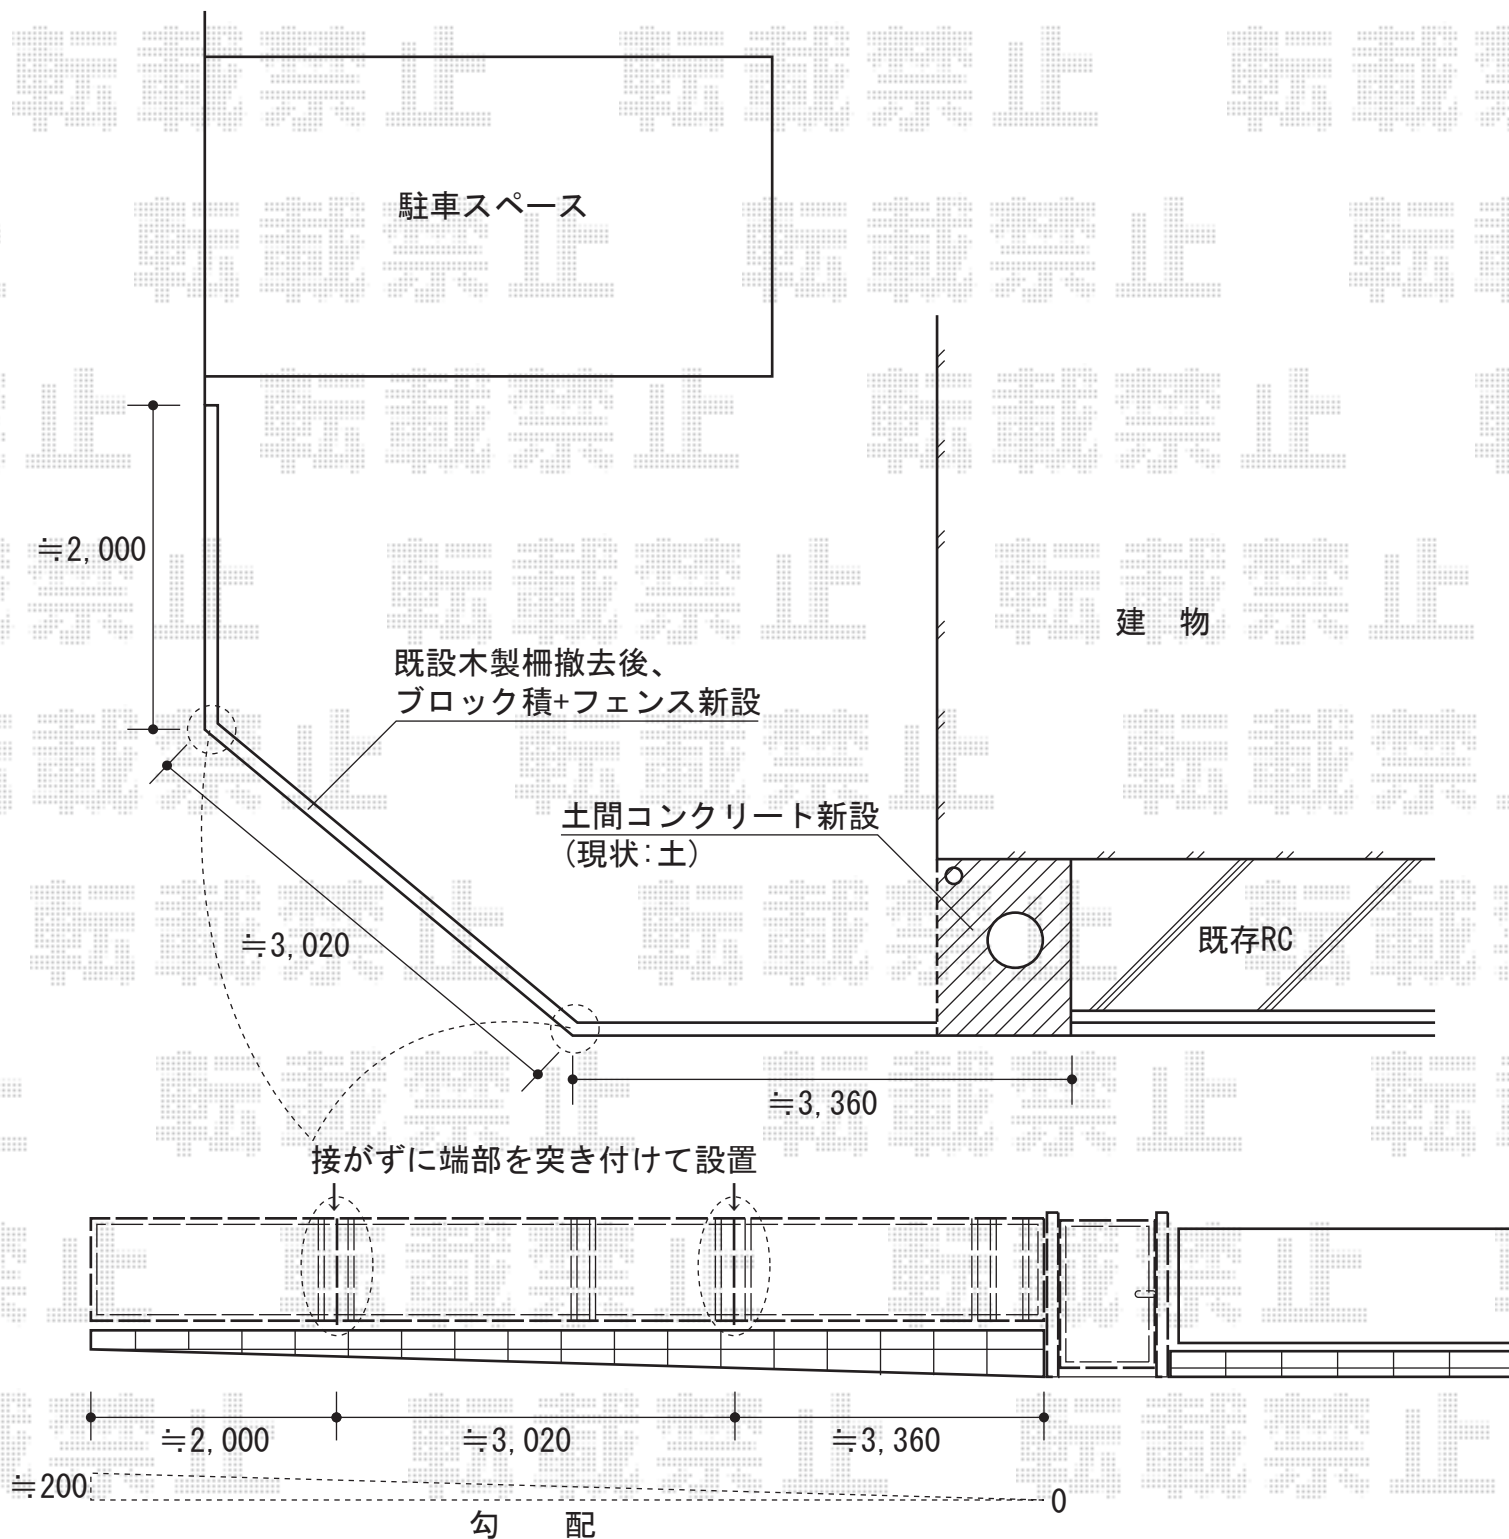 駐車スペース
≒2,000
建　物
既設木製柵撤去後、
ブロック積+フェンス新設
土間コンクリート新設
(現状:土)
≒3,020
既存RC
≒3,360
接がずに端部を突き付けて設置
≒2,000
≒3,020
≒3,360
≒200
0
勾　配
転載禁止